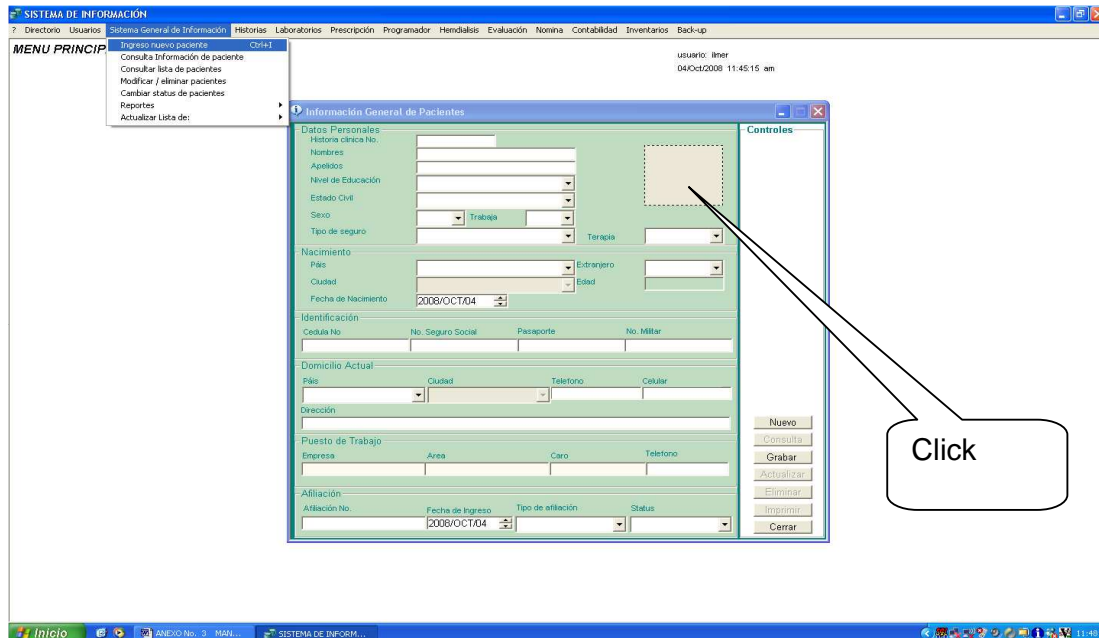 SISTEMA DE INFORMACIÓN
? Directorio Usuarios Sistema General de Información Historias Laboratorios Prescripción Programador Hemdialsis Evaluación Nomina Contabilidad Inventarios Back-up
MENU PRINCIP
Ingreso nuevo paciente Ctrl+I
Consulta Información de paciente
Consultar lista de pacientes
Modificar / eliminar pacientes
Cambiar status de pacientes
Reportes
Actualizar Lista de:
usuario: ilmer
04/Oct/2008 11:45:15 am
Información General de Pacientes
Datos Personales
Historia clinica No.
Nombres
Apelidos
Nivel de Educación
Estado Civil
Sexo Trabaja
Tipo de seguro Terapia
Nacimiento
Páis Extranjero
Ciudad Edad
Fecha de Nacimiento 2008/OCT/04
Identificación
Cedula No No. Seguro Social Pasaporte No. Militar
Domicilio Actual
Páis Ciudad Telefono Celular
Dirección
Puesto de Trabajo
Empresa Area Caro Telefono
Afiliación
Afiliación No. Fecha de Ingreso Tipo de afiliación Status
2008/OCT/04
Controles
Nuevo
Consulta
Grabar
Actualizar
Eliminar
Imprimir
Cerrar
Click
Inicio ANEXO No. 3 MAN... SISTEMA DE INFORM... 11:48